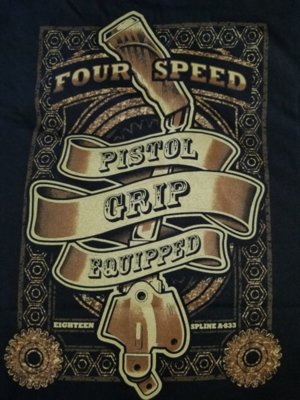 FOUR SPEED
PISTOL
GRIP
EQUIPPED
EIGHTEEN SPLINE A-833